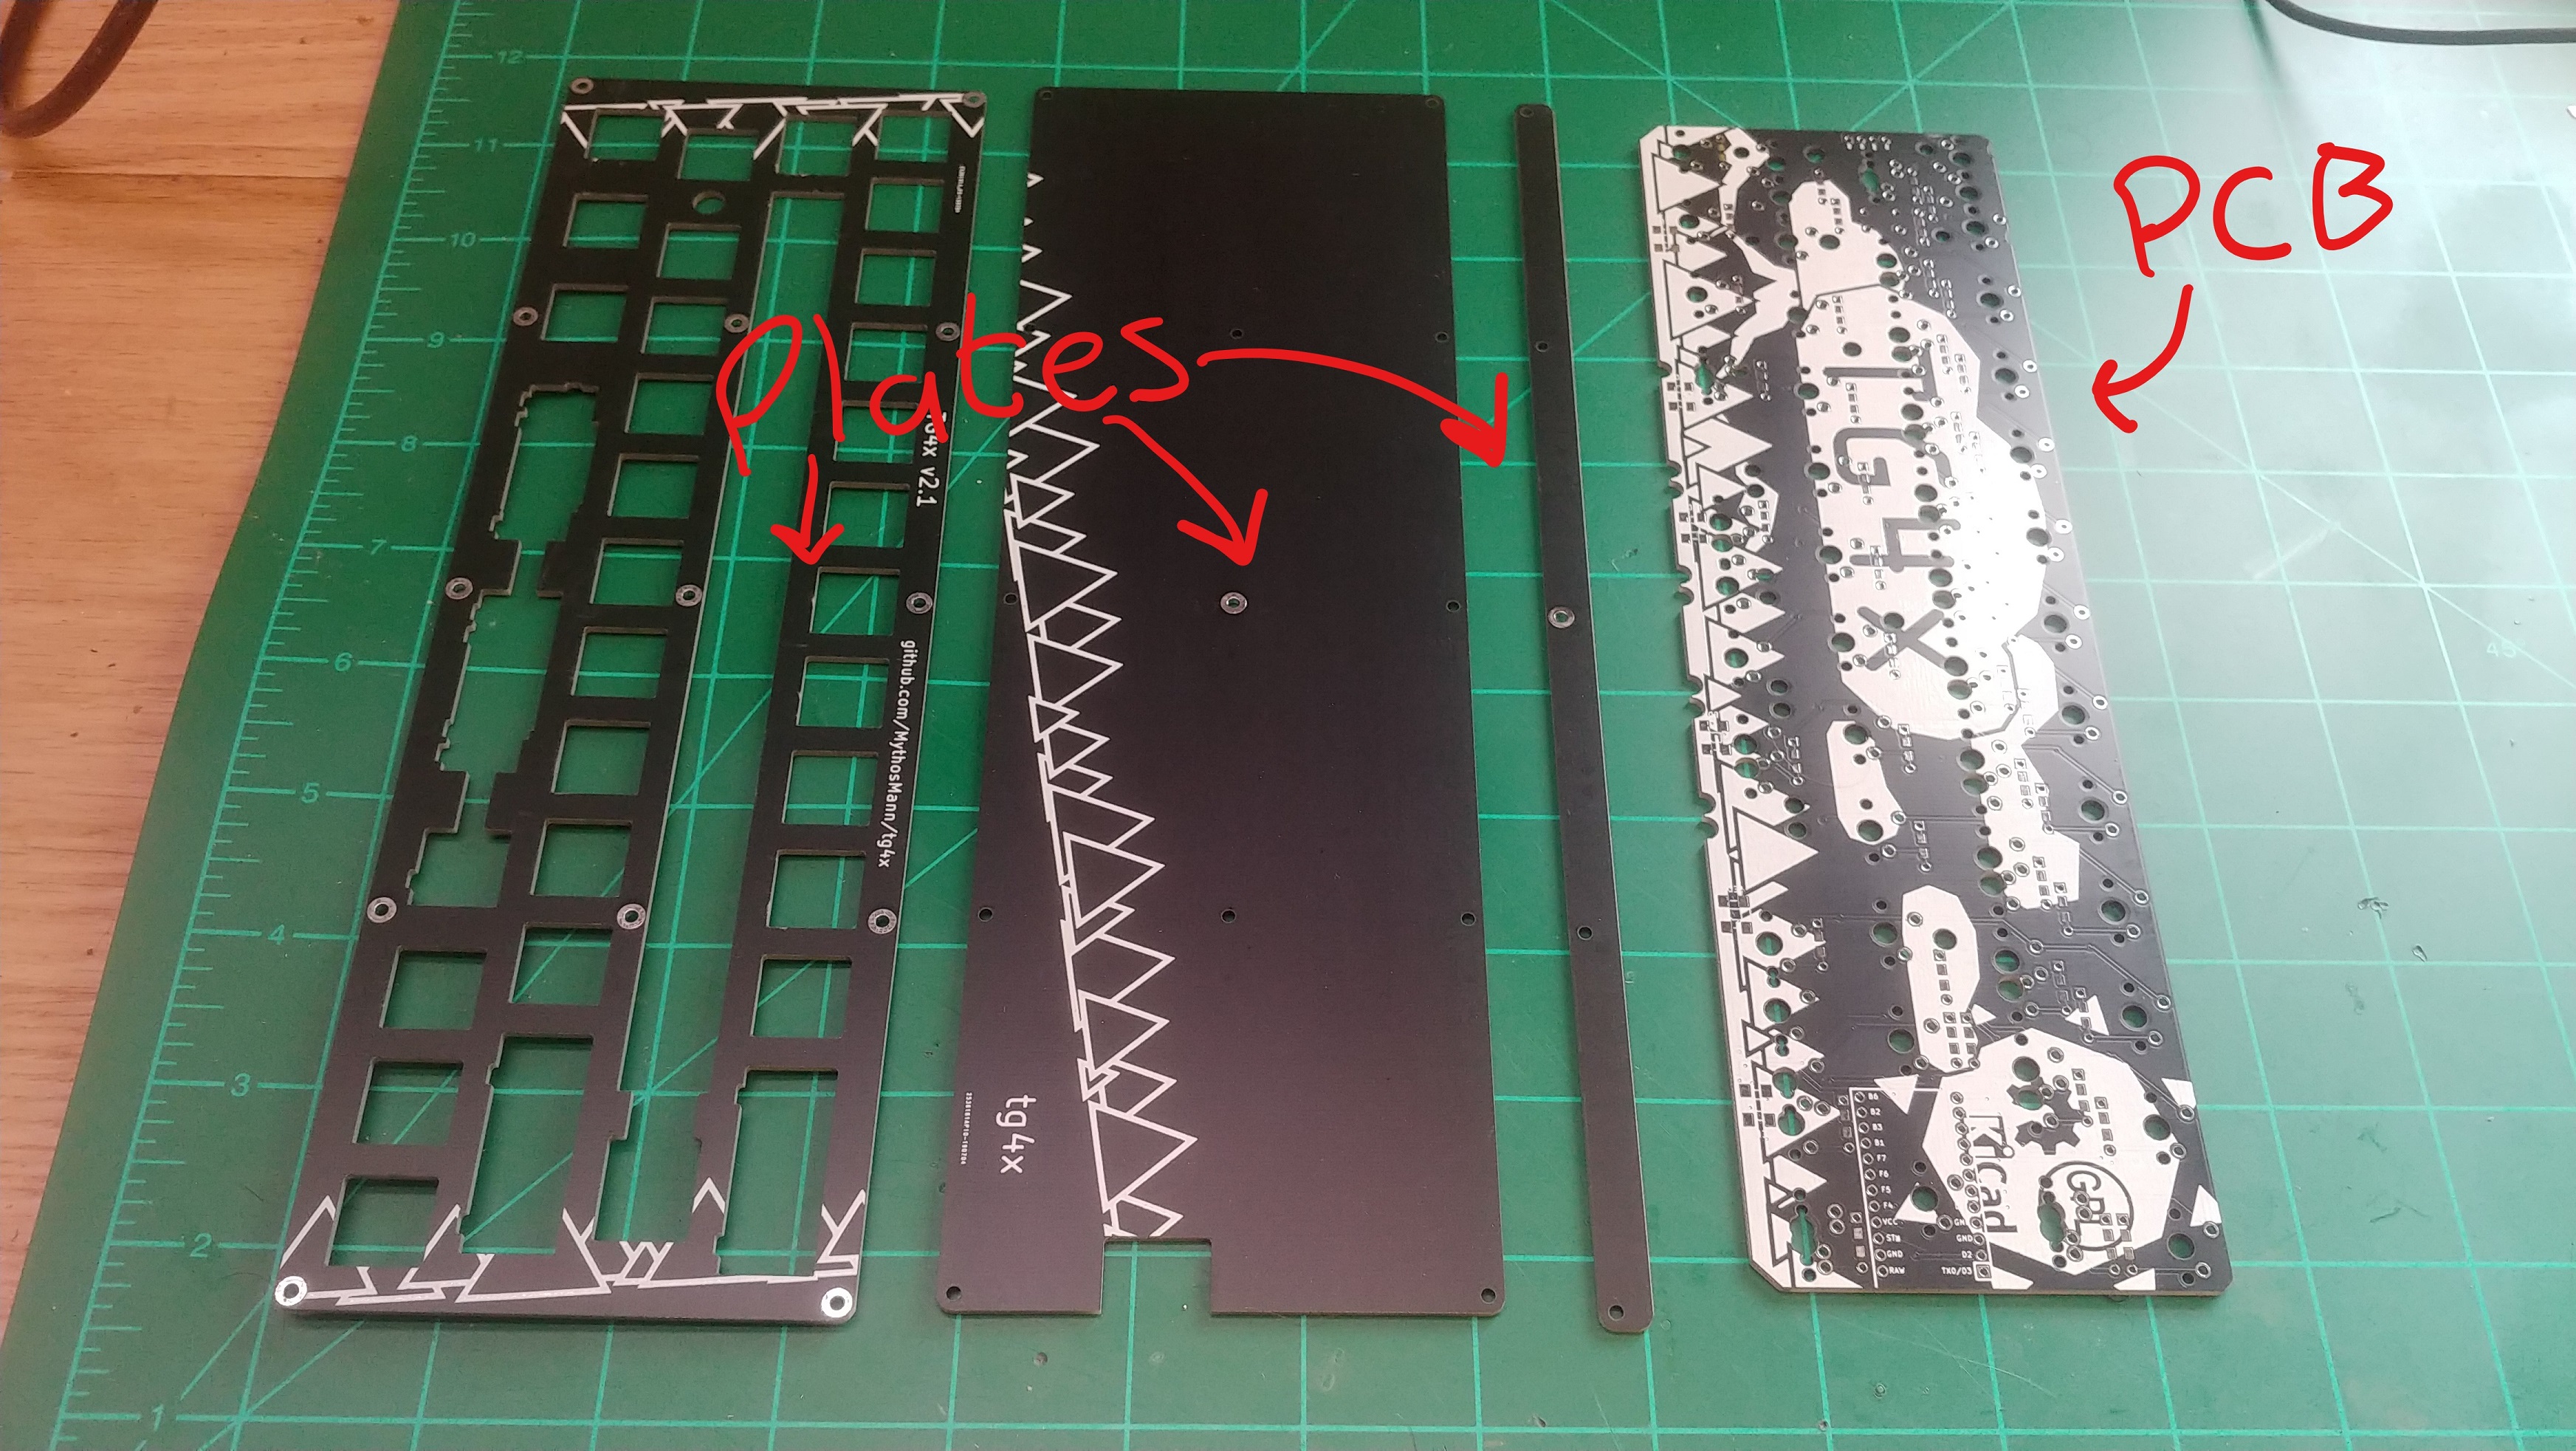 Plates
PCB
TG4x v2.1
github.com/MythosMann/tg4x
tg4x
TG4x
KiCad
GPL
B6
B2
B3
B1
F7
F6
F5
F4
VCC
GND
GND
D2
RAW
TX0/D3
12
11
10
9
8
7
6
5
4
3
2
1
45